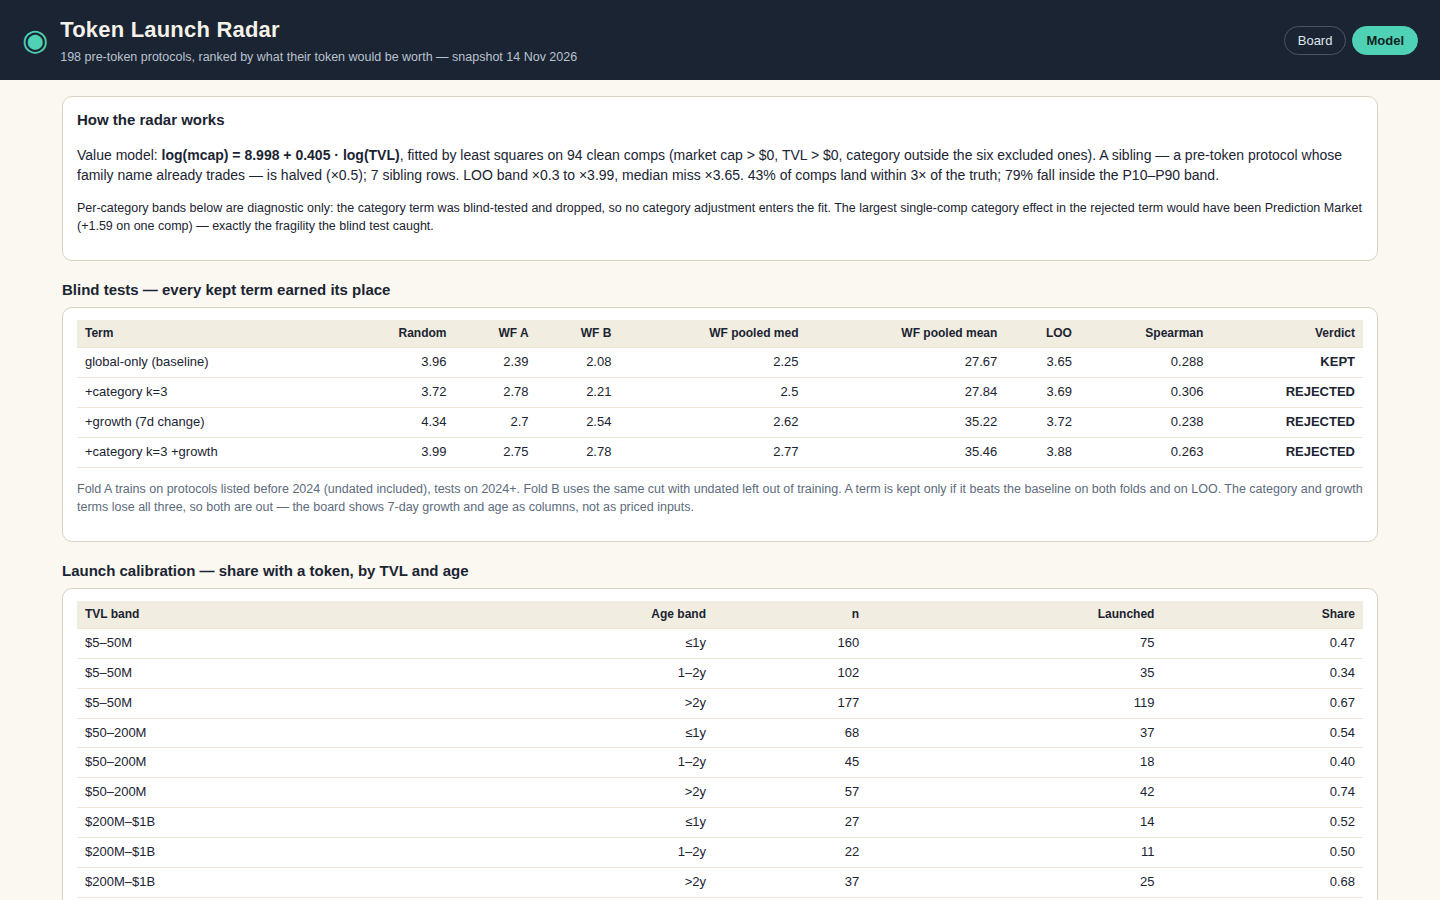 Token Launch Radar
198 pre-token protocols, ranked by what their token would be worth — snapshot 14 Nov 2026
Board
Model
How the radar works
Value model: log(mcap) = 8.998 + 0.405 · log(TVL), fitted by least squares on 94 clean comps (market cap > $0, TVL > $0, category outside the six excluded ones). A sibling — a pre-token protocol whose
family name already trades — is halved (×0.5); 7 sibling rows. LOO band ×0.3 to ×3.99, median miss ×3.65. 43% of comps land within 3× of the truth; 79% fall inside the P10–P90 band.
Per-category bands below are diagnostic only: the category term was blind-tested and dropped, so no category adjustment enters the fit. The largest single-comp category effect in the rejected term would have been Prediction Market
(+1.59 on one comp) — exactly the fragility the blind test caught.
Blind tests — every kept term earned its place
Term Random WF A WF B WF pooled med WF pooled mean LOO Spearman Verdict
global-only (baseline) 3.96 2.39 2.08 2.25 27.67 3.65 0.288 KEPT
+category k=3 3.72 2.78 2.21 2.5 27.84 3.69 0.306 REJECTED
+growth (7d change) 4.34 2.7 2.54 2.62 35.22 3.72 0.238 REJECTED
+category k=3 +growth 3.99 2.75 2.78 2.77 35.46 3.88 0.263 REJECTED
Fold A trains on protocols listed before 2024 (undated included), tests on 2024+. Fold B uses the same cut with undated left out of training. A term is kept only if it beats the baseline on both folds and on LOO. The category and growth
terms lose all three, so both are out — the board shows 7-day growth and age as columns, not as priced inputs.
Launch calibration — share with a token, by TVL and age
TVL band Age band n Launched Share
$5–50M ≤1y 160 75 0.47
$5–50M 1–2y 102 35 0.34
$5–50M >2y 177 119 0.67
$50–200M ≤1y 68 37 0.54
$50–200M 1–2y 45 18 0.40
$50–200M >2y 57 42 0.74
$200M–$1B ≤1y 27 14 0.52
$200M–$1B 1–2y 22 11 0.50
$200M–$1B >2y 37 25 0.68